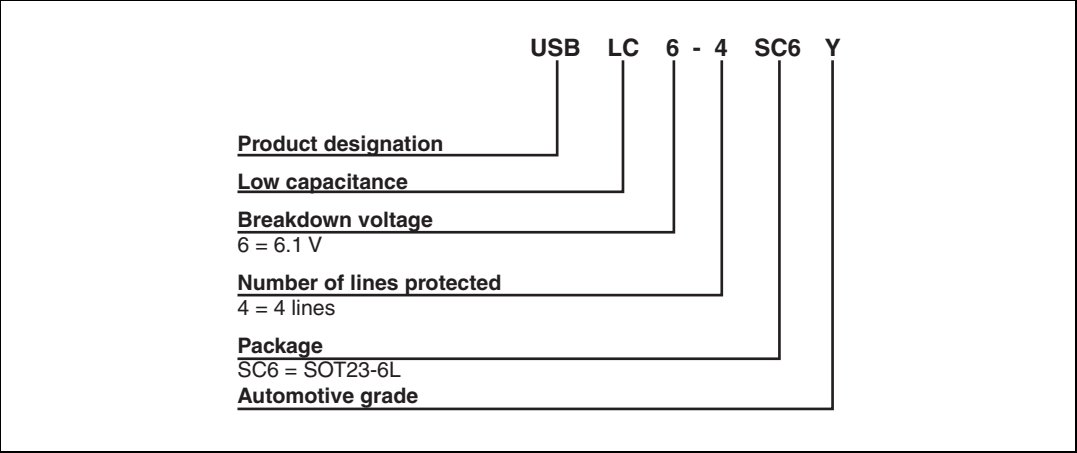 USB LC 6 - 4 SC6 Y
Product designation
Low capacitance
Breakdown voltage
6 = 6.1 V
Number of lines protected
4 = 4 lines
Package
SC6 = SOT23-6L
Automotive grade